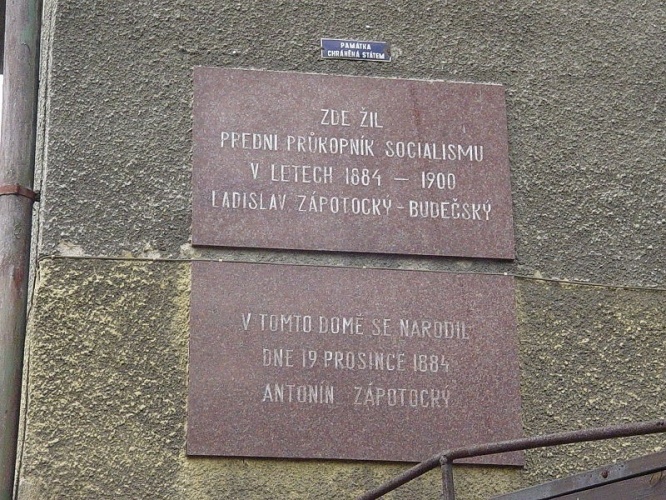 PAMÁTKA
CHRÁNĚNÁ STÁTEM
ZDE ŽIL
PŘEDNI PRŮKOPNÍK SOCIALISMU
V LETECH 1884 – 1900
LADISLAV ZÁPOTOCKÝ-BUDEČSKÝ
V TOMTO DOMĚ SE NARODIL
DNE 19 PROSINCE 1884
ANTONÍN ZÁPOTOCKÝ